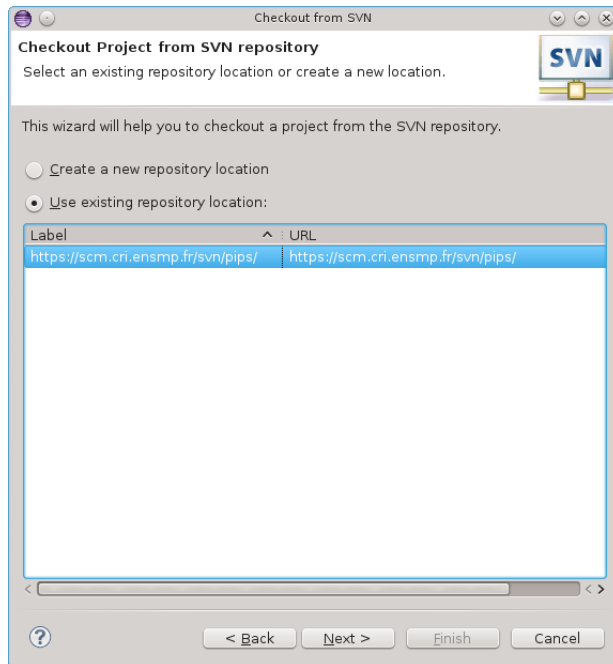 Checkout from SVN
Checkout Project from SVN repository
Select an existing repository location or create a new location.
SVN
This wizard will help you to checkout a project from the SVN repository.
Create a new repository location
Use existing repository location:
Label URL
https://scm.cri.ensmp.fr/svn/pips/ https://scm.cri.ensmp.fr/svn/pips/
? < Back Next > Finish Cancel